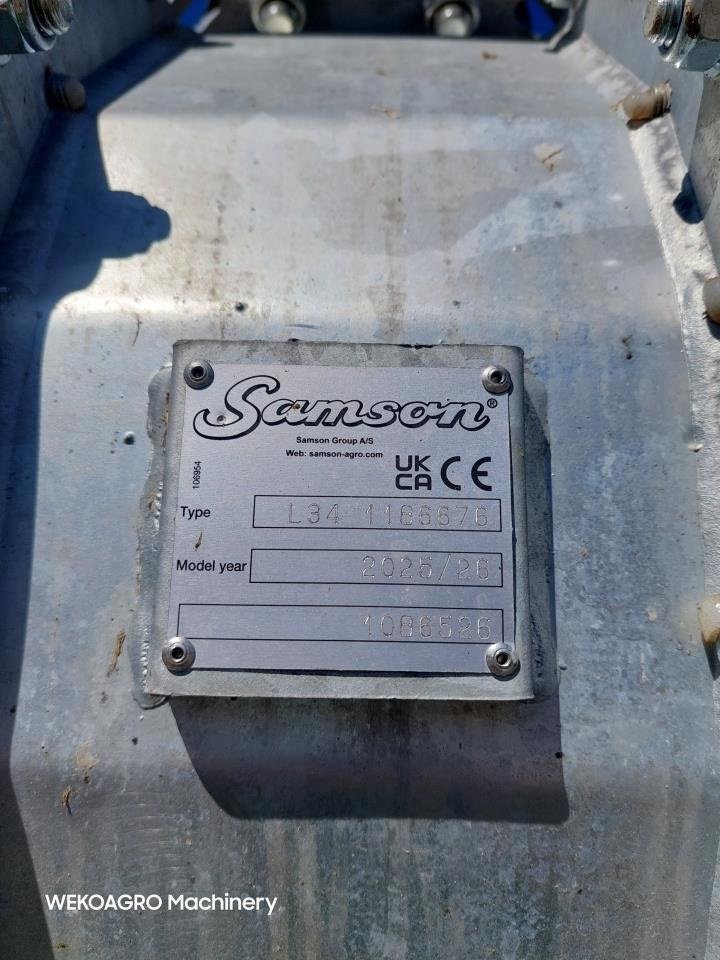 Samson®
Samson Group A/S
Web: samson-agro.com
106954
UK
CA CE
Type L34 1186676
Model year 2025/26
1086526
WEKOAGRO Machinery